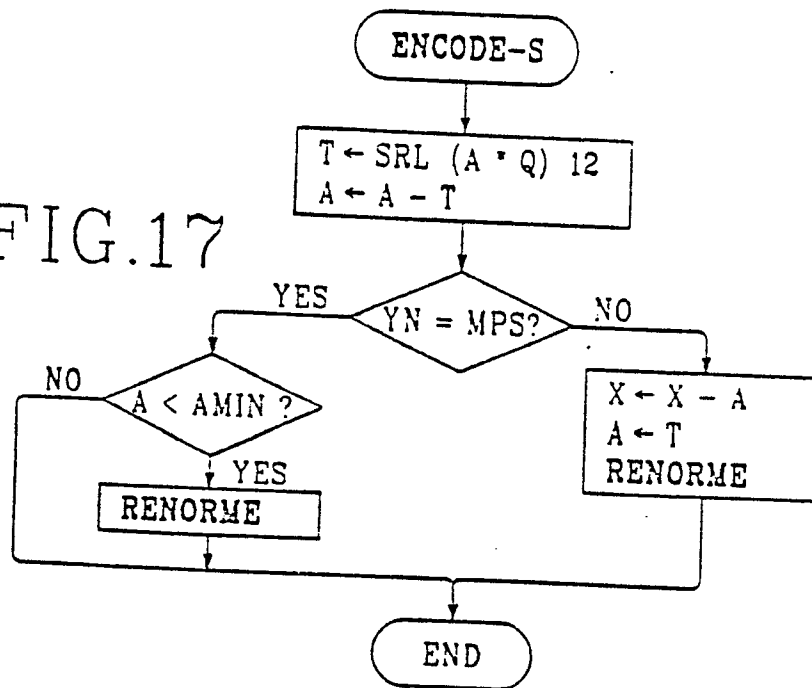 ENCODE-S
T ← SRL (A * Q) 12
A ← A - T
FIG.17
YN = MPS?
YES
NO
A < AMIN ?
NO
YES
RENORME
X ← X - A
A ← T
RENORME
END